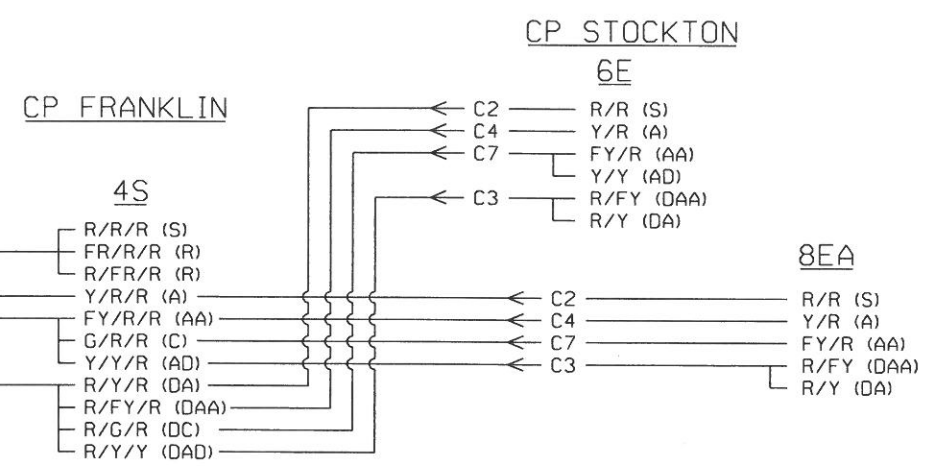 CP STOCKTON
6E
C2 R/R (S)
C4 Y/R (A)
C7 FY/R (AA)
Y/Y (AD)
C3 R/FY (DAA)
R/Y (DA)
CP FRANKLIN
4S
R/R/R (S)
FR/R/R (R)
R/FR/R (R)
Y/R/R (A)
FY/R/R (AA)
G/R/R (C)
Y/Y/R (AD)
R/Y/R (DA)
R/FY/R (DAA)
R/G/R (DC)
R/Y/Y (DAD)
8EA
C2 R/R (S)
C4 Y/R (A)
C7 FY/R (AA)
C3 R/FY (DAA)
R/Y (DA)